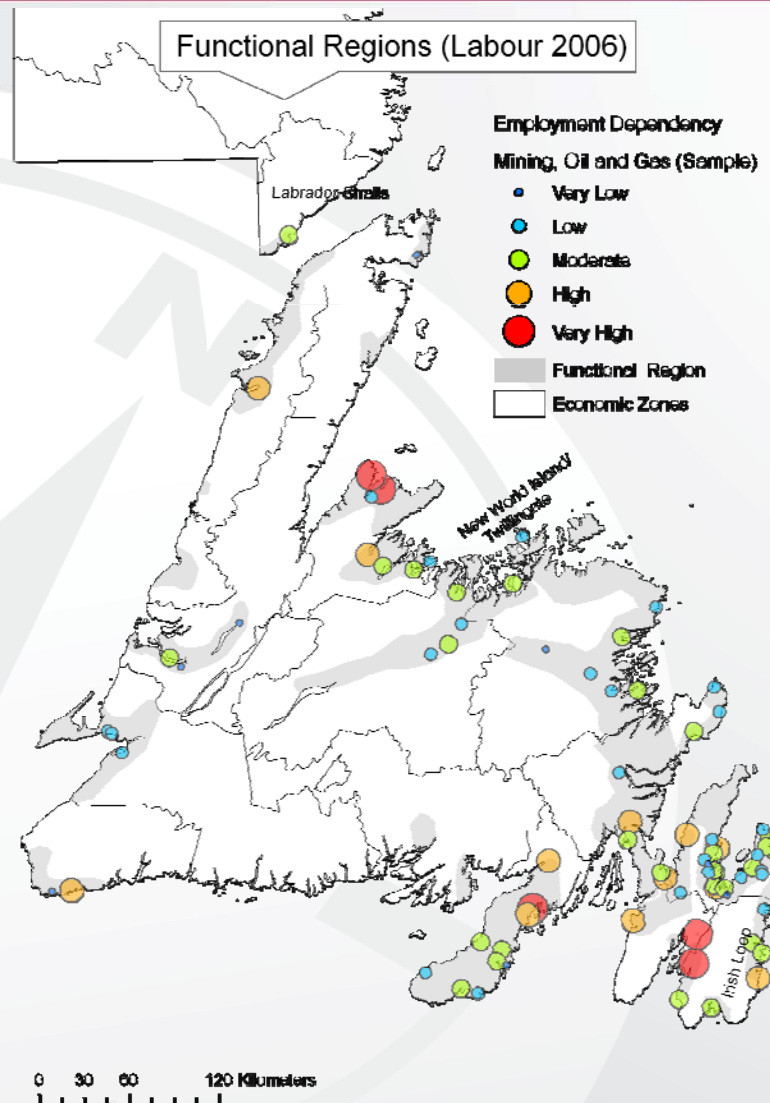 Functional Regions (Labour 2006)
Employment Dependency
Mining, Oil and Gas (Sample)
Very Low
Low
Moderate
High
Very High
Functional Region
Economic Zones
Labrador Straits
New World Island/
Twillingate
Irish Loop
N
0 30 60 120 Kilometers